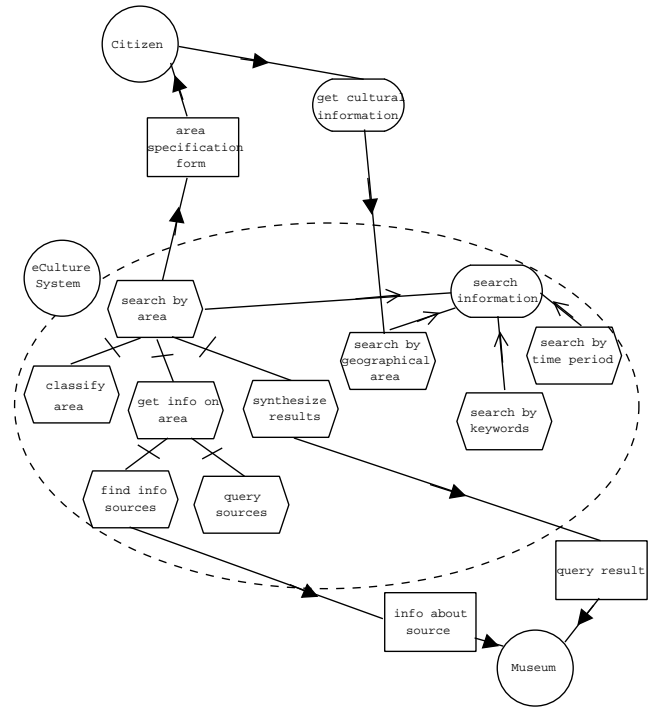 Citizen
get cultural
information
area
specification
form
eCulture
System
search by
area
search
information
search by
geographical
area
search by
time period
classify
area
get info on
area
synthesize
results
search by
keywords
find info
sources
query
sources
query result
info about
source
Museum